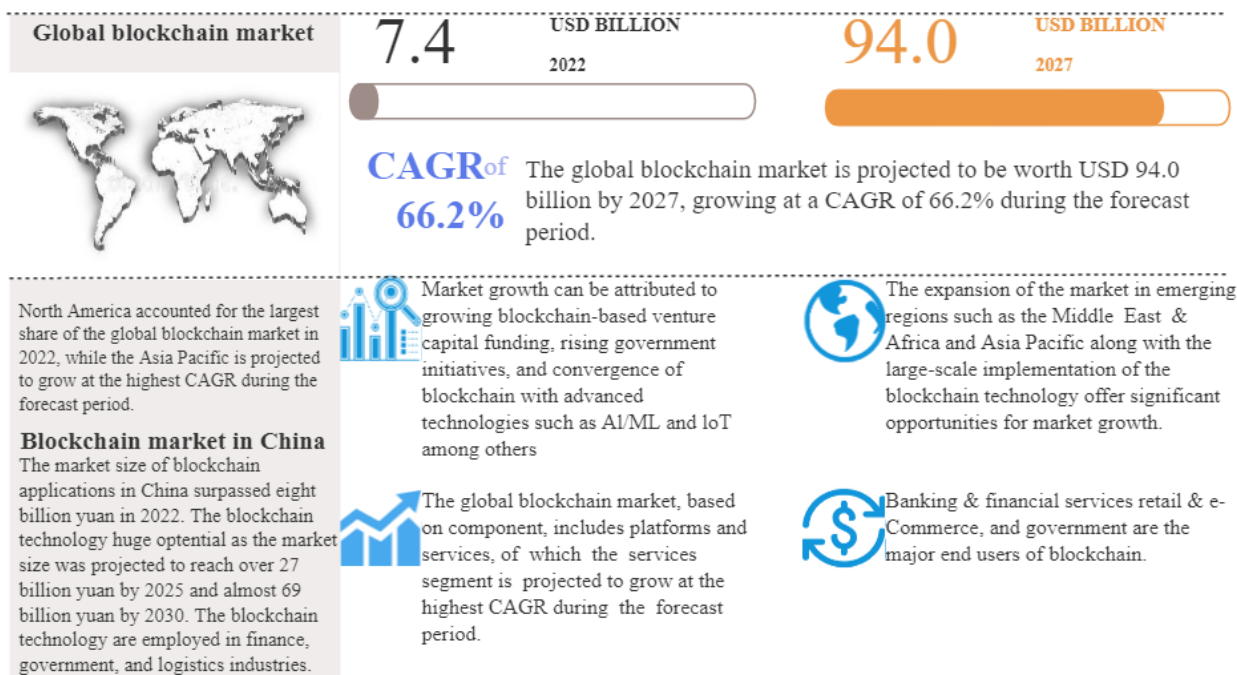 Global blockchain market
7.4
USD BILLION
2022
94.0
USD BILLION
2027
CAGR of
66.2%
The global blockchain market is projected to be worth USD 94.0
billion by 2027, growing at a CAGR of 66.2% during the forecast
period.
North America accounted for the largest
share of the global blockchain market in
2022, while the Asia Pacific is projected
to grow at the highest CAGR during the
forecast period.
Blockchain market in China
The market size of blockchain
applications in China surpassed eight
billion yuan in 2022. The blockchain
technology huge optential as the market
size was projected to reach over 27
billion yuan by 2025 and almost 69
billion yuan by 2030. The blockchain
technology are employed in finance,
government, and logistics industries.
Market growth can be attributed to
growing blockchain-based venture
capital funding, rising government
initiatives, and convergence of
blockchain with advanced
technologies such as Al/ML and loT
among others
The expansion of the market in emerging
regions such as the Middle East &
Africa and Asia Pacific along with the
large-scale implementation of the
blockchain technology offer significant
opportunities for market growth.
The global blockchain market, based
on component, includes platforms and
services, of which the services
segment is projected to grow at the
highest CAGR during the forecast
period.
Banking & financial services retail & e-
Commerce, and government are the
major end users of blockchain.